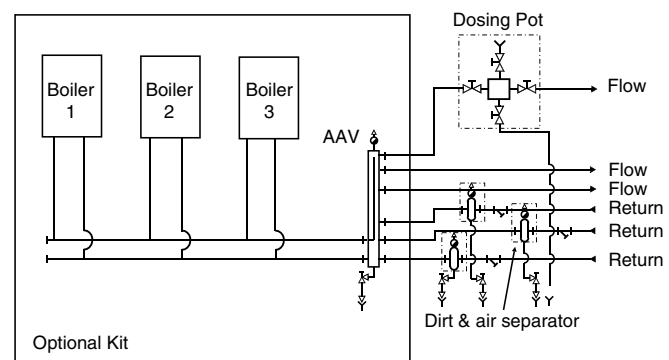 Dosing Pot
Boiler
1
Boiler
2
Boiler
3
Flow
AAV
Flow
Flow
Return
Return
Return
Dirt & air separator
Optional Kit